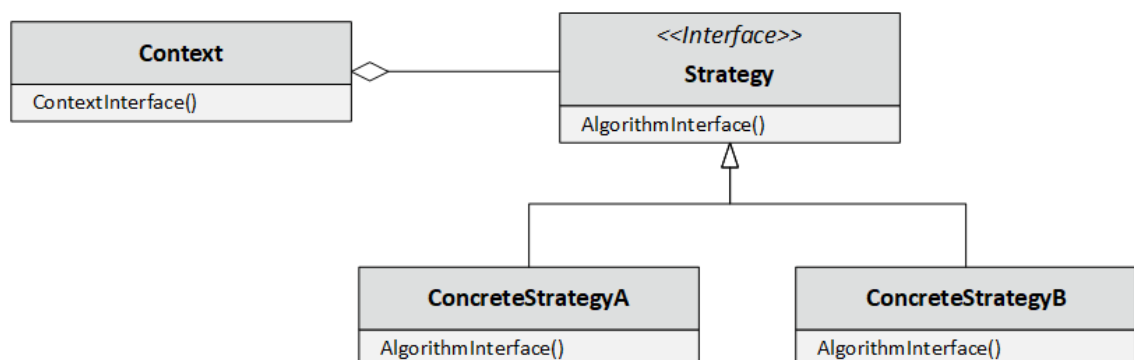 Context
ContextInterface()
<<Interface>>
Strategy
AlgorithmInterface()
ConcreteStrategyA
AlgorithmInterface()
ConcreteStrategyB
AlgorithmInterface()